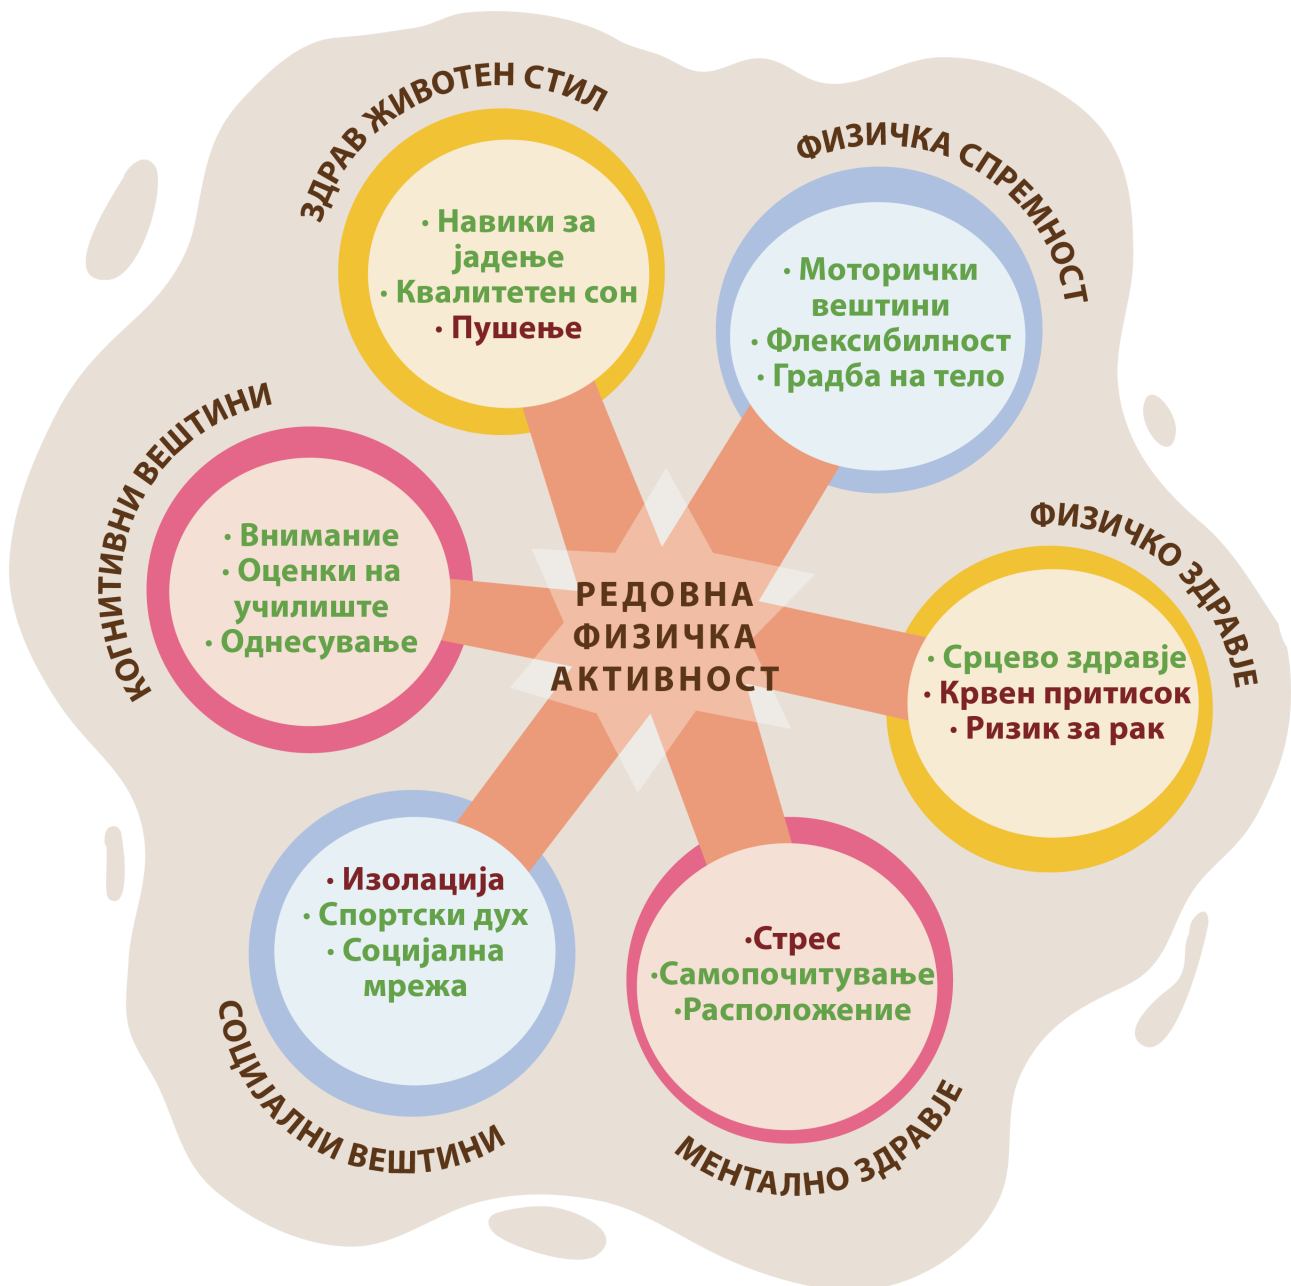 ЗДРАВ ЖИВОТЕН СТИЛ
· Навики за
јадење
· Квалитетен сон
· Пушење
ФИЗИЧКА СПРЕМНОСТ
· Моторички
вештини
· Флексибилност
· Градба на тело
КОГНИТИВНИ ВЕШТИНИ
· Внимание
· Оценки на
училиште
· Однесување
РЕДОВНА
ФИЗИЧКА
АКТИВНОСТ
ФИЗИЧКО ЗДРАВЈЕ
· Срцево здравје
· Крвен притисок
· Ризик за рак
· Изолација
· Спортски дух
· Социјална
мрежа
СОЦИЈАЛНИ ВЕШТИНИ
·Стрес
·Самопочитување
·Расположение
МЕНТАЛНО ЗДРАВЈЕ